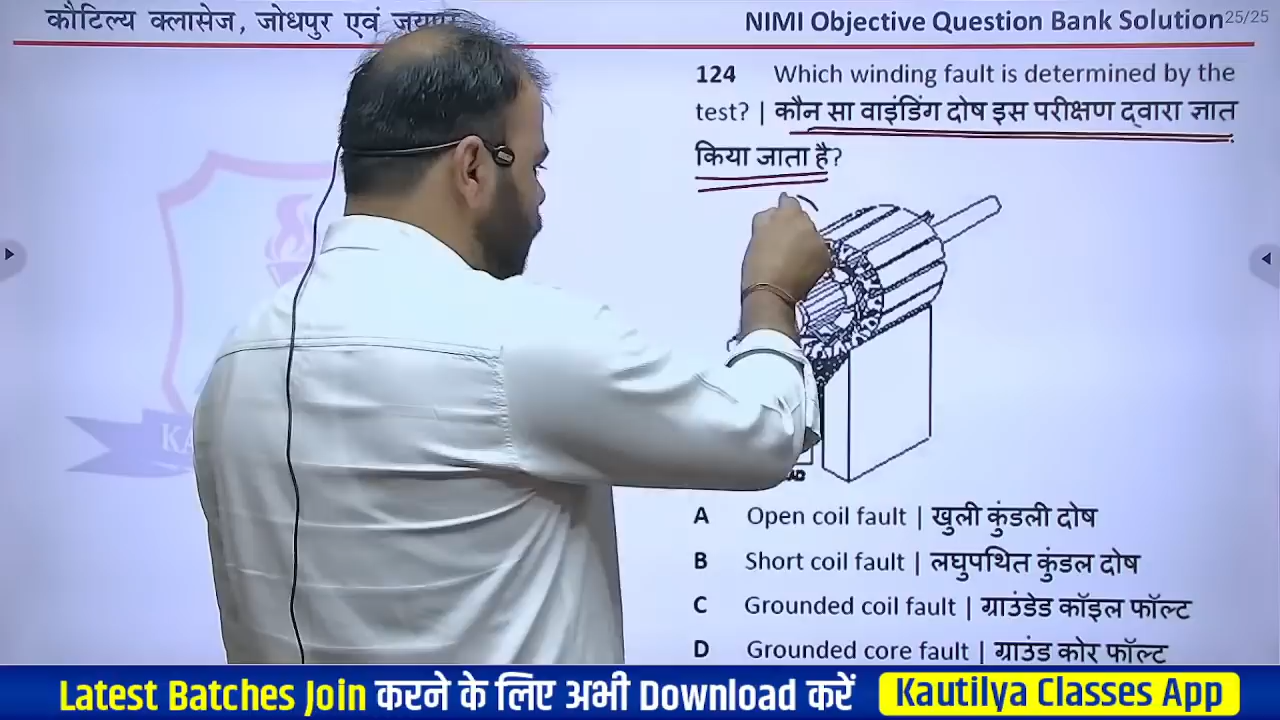 कौटिल्य क्लासेज, जोधपुर एवं जयपुर
NIMI Objective Question Bank Solution
25/25
124 Which winding fault is determined by the
test? | कौन सा वाइंडिंग दोष इस परीक्षण द्वारा ज्ञात
किया जाता है?
A Open coil fault | खुली कुंडली दोष
B Short coil fault | लघुपथित कुंडल दोष
C Grounded coil fault | ग्राउंडेड कॉइल फॉल्ट
D Grounded core fault | ग्राउंड कोर फॉल्ट
Latest Batches Join करने के लिए अभी Download करें
Kautilya Classes App